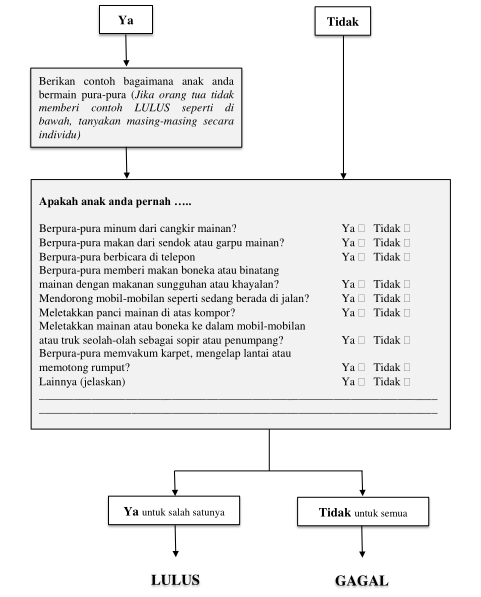 Ya
Tidak
Berikan contoh bagaimana anak anda
bermain pura-pura (Jika orang tua tidak
memberi contoh LULUS seperti di
bawah, tanyakan masing-masing secara
individu)
Apakah anak anda pernah …..
Berpura-pura minum dari cangkir mainan? Ya □ Tidak □
Berpura-pura makan dari sendok atau garpu mainan? Ya □ Tidak □
Berpura-pura berbicara di telepon Ya □ Tidak □
Berpura-pura memberi makan boneka atau binatang
mainan dengan makanan sungguhan atau khayalan? Ya □ Tidak □
Mendorong mobil-mobilan seperti sedang berada di jalan? Ya □ Tidak □
Meletakkan panci mainan di atas kompor? Ya □ Tidak □
Meletakkan mainan atau boneka ke dalam mobil-mobilan
atau truk seolah-olah sebagai sopir atau penumpang? Ya □ Tidak □
Berpura-pura memvakum karpet, mengelap lantai atau
memotong rumput? Ya □ Tidak □
Lainnya (jelaskan) Ya □ Tidak □
Ya untuk salah satunya
Tidak untuk semua
LULUS
GAGAL